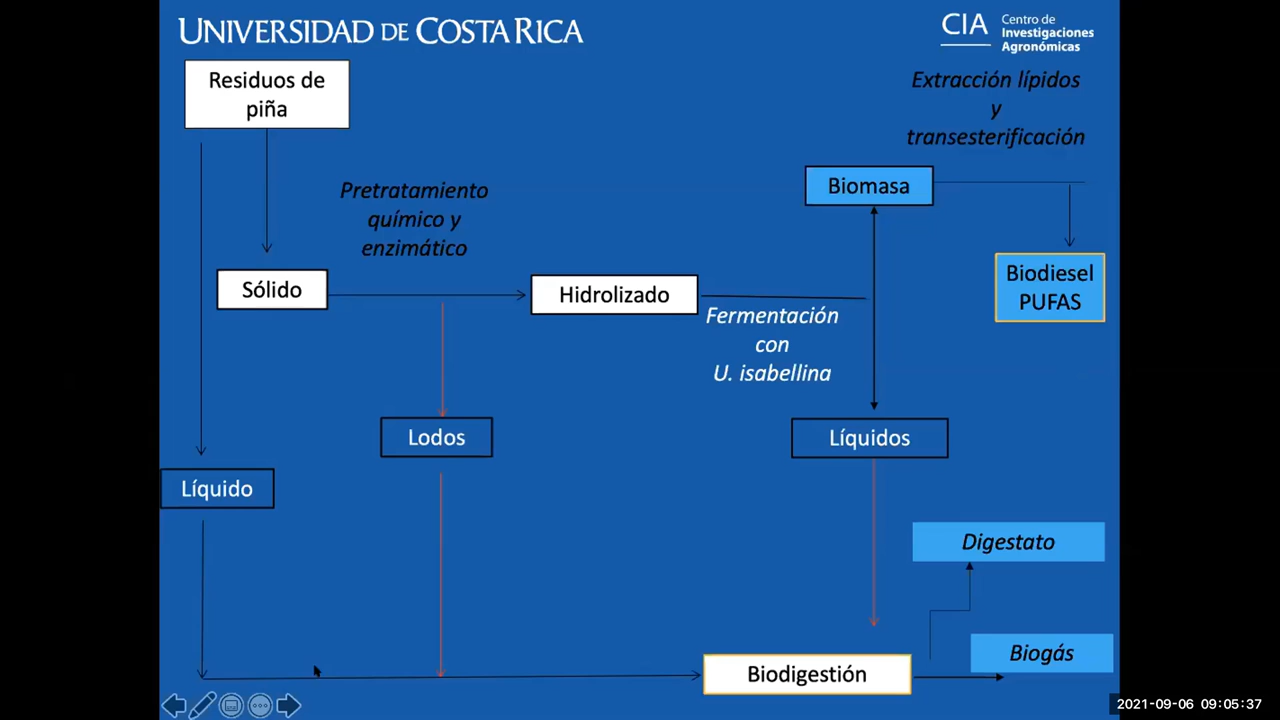 UNIVERSIDAD DE COSTA RICA
CIA
Centro de
Investigaciones
Agronómicas
Residuos de
piña
Extracción lípidos
y
transesterificación
Pretratamiento
químico y
enzimático
Biomasa
Sólido
Hidrolizado
Biodiesel
PUFAS
Fermentación
con
U. isabellina
Lodos
Líquidos
Líquido
Digestato
Biogás
Biodigestión
2021-09-06 09:05:37